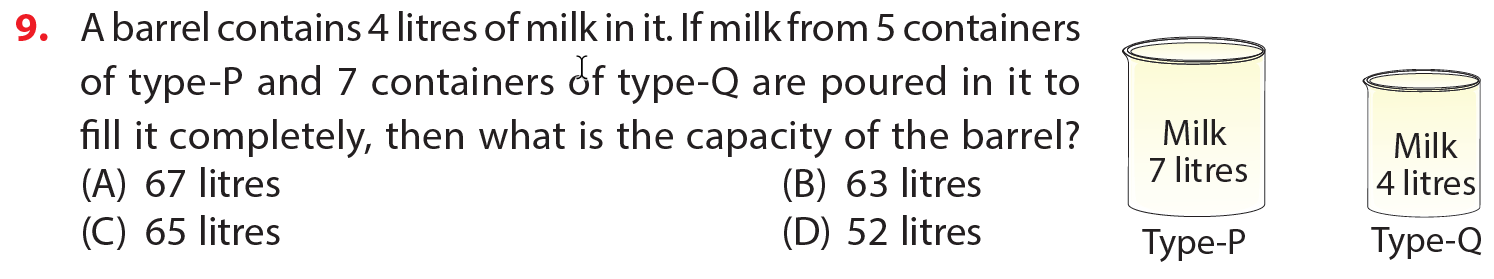 9. A barrel contains 4 litres of milk in it. If milk from 5 containers
of type-P and 7 containers of type-Q are poured in it to
fill it completely, then what is the capacity of the barrel?
(A) 67 litres (B) 63 litres
(C) 65 litres (D) 52 litres
Milk
7 litres
Type-P
Milk
4 litres
Type-Q